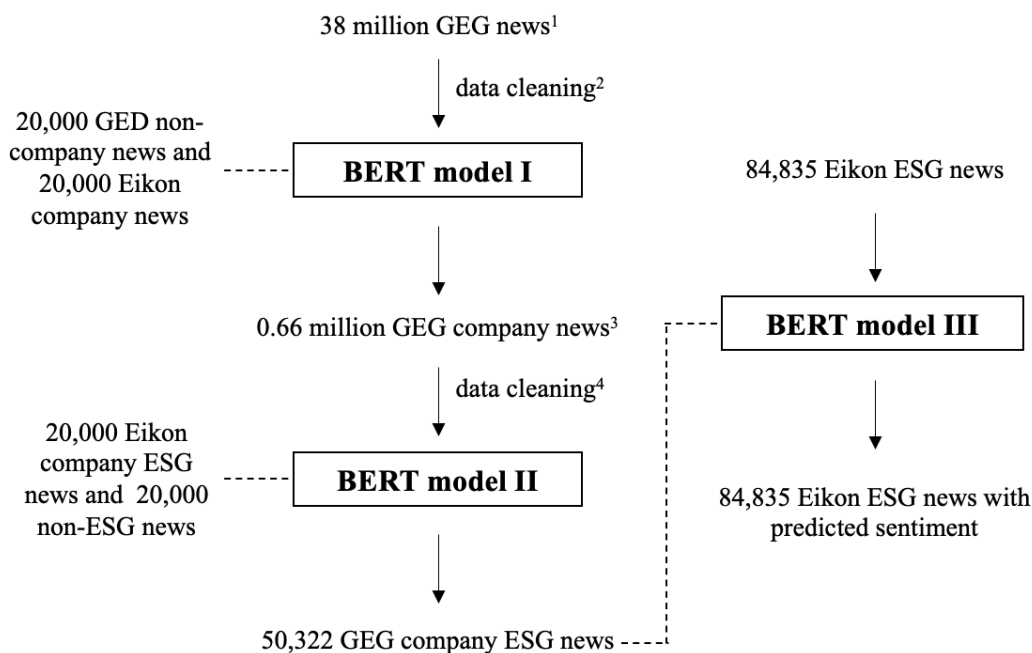 38 million GEG news¹
data cleaning²
20,000 GED non-
company news and
20,000 Eikon
company news
BERT model I
0.66 million GEG company news³
data cleaning⁴
20,000 Eikon
company ESG
news and 20,000
non-ESG news
BERT model II
50,322 GEG company ESG news
84,835 Eikon ESG news
BERT model III
84,835 Eikon ESG news with
predicted sentiment